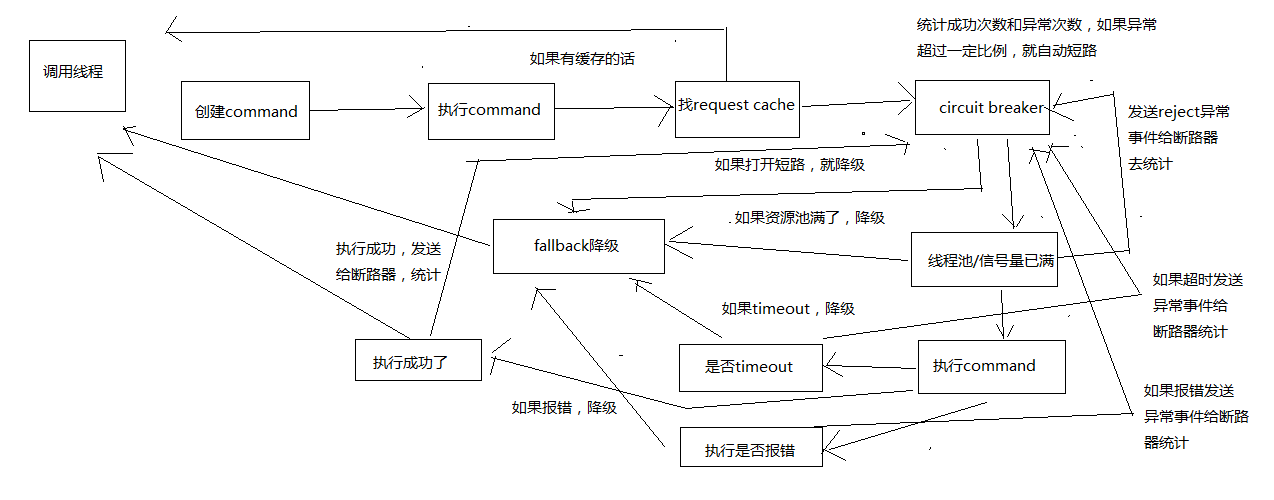 统计成功次数和异常次数，如果异常
超过一定比例，就自动短路
如果有缓存的话
调用线程
创建command
执行command
找request cache
circuit breaker
发送reject异常
事件给断路器
去统计
如果打开短路，就降级
如果资源池满了，降级
fallback降级
执行成功，发送
给断路器，统计
线程池/信号量已满
如果超时发送
异常事件给
断路器统计
如果timeout，降级
执行成功了
是否timeout
执行command
如果报错，降级
如果报错发送
异常事件给断路
器统计
执行是否报错